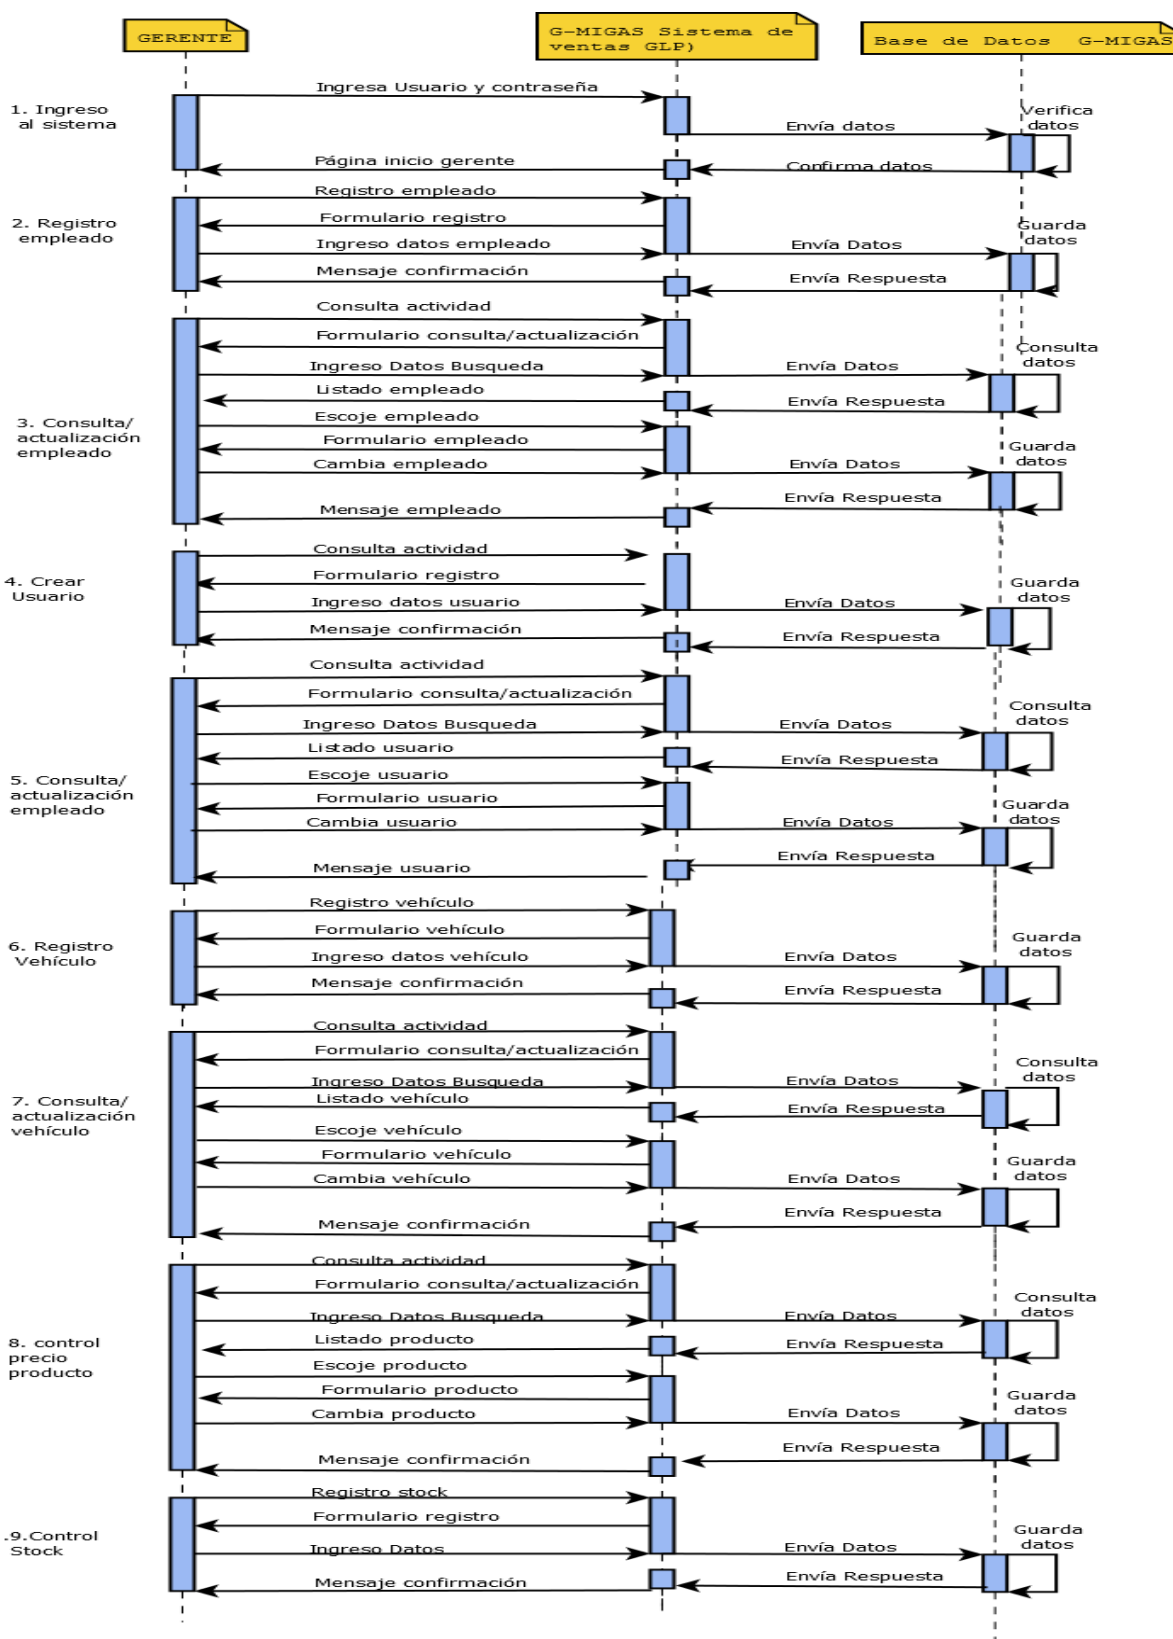 GERENTE
G-MIGAS Sistema de
ventas GLP)
Base de Datos G-MIGAS
1. Ingreso
al sistema
Ingresa Usuario y contraseña
Envía datos
Verifica
datos
Página inicio gerente
Confirma datos
2. Registro
empleado
Registro empleado
Formulario registro
Ingreso datos empleado
Envía Datos
Guarda
datos
Mensaje confirmación
Envía Respuesta
3. Consulta/
actualización
empleado
Consulta actividad
Formulario consulta/actualización
Ingreso Datos Busqueda
Envía Datos
Consulta
datos
Listado empleado
Envía Respuesta
Escoje empleado
Formulario empleado
Cambia empleado
Envía Datos
Guarda
datos
Mensaje empleado
Envía Respuesta
4. Crear
Usuario
Consulta actividad
Formulario registro
Ingreso datos usuario
Envía Datos
Guarda
datos
Mensaje confirmación
Envía Respuesta
5. Consulta/
actualización
empleado
Consulta actividad
Formulario consulta/actualización
Ingreso Datos Busqueda
Envía Datos
Consulta
datos
Listado usuario
Envía Respuesta
Escoje usuario
Formulario usuario
Cambia usuario
Envía Datos
Guarda
datos
Mensaje usuario
Envía Respuesta
6. Registro
Vehículo
Registro vehículo
Formulario vehículo
Ingreso datos vehículo
Envía Datos
Guarda
datos
Mensaje confirmación
Envía Respuesta
7. Consulta/
actualización
vehículo
Consulta actividad
Formulario consulta/actualización
Ingreso Datos Busqueda
Envía Datos
Consulta
datos
Listado vehículo
Envía Respuesta
Escoje vehículo
Formulario vehículo
Cambia vehículo
Envía Datos
Guarda
datos
Mensaje confirmación
Envía Respuesta
8. control
precio
producto
Consulta actividad
Formulario consulta/actualización
Ingreso Datos Busqueda
Envía Datos
Consulta
datos
Listado producto
Envía Respuesta
Escoje producto
Formulario producto
Cambia producto
Envía Datos
Guarda
datos
Mensaje confirmación
Envía Respuesta
.9.Control
Stock
Registro stock
Formulario registro
Ingreso Datos
Envía Datos
Guarda
datos
Mensaje confirmación
Envía Respuesta